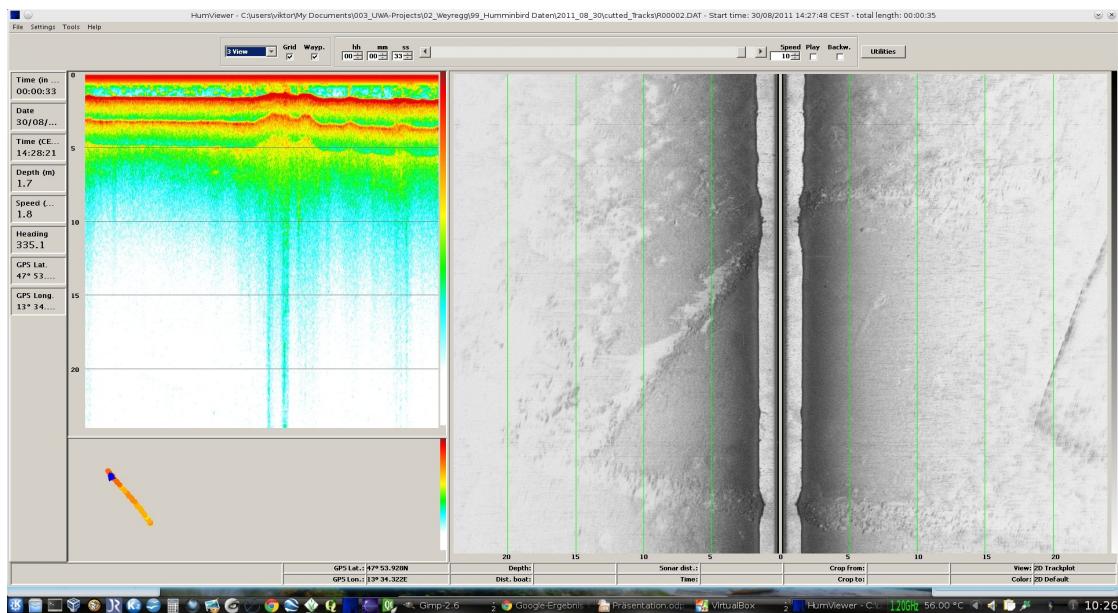 HumViewer - C:\users\viktor\My Documents\003_UWA-Projects\02_Weyregg\99_Humminbird Daten\2011_08_30\cutted_Tracks\R00002.DAT - Start time: 30/08/2011 14:27:48 CEST - total length: 00:00:35
File Settings Tools Help
3 View Grid Wayp. hh mm ss 00 00 33 Speed 10 Play Backw. Utilities
Time (in ...
00:00:33
Date
30/08/...
Time (CE...
14:28:21
Depth (m)
1.7
Speed (...
1.8
Heading
335.1
GPS Lat.
47° 53....
GPS Long.
13° 34....
0
5
10
15
20
20 15 10 5 0 5 10 15 20
GPS Lat.: 47° 53.928N Depth: Sonar dist.: Crop from: View: 2D Trackplot
GPS Lon.: 13° 34.322E Dist. boat: Time: Crop to: Color: 2D Default
Gimp-2.6 2 Google-Ergebnis Präsentation.odp VirtualBox 2 HumViewer - C:\ 1.20GHz 56.00 °C 10:26